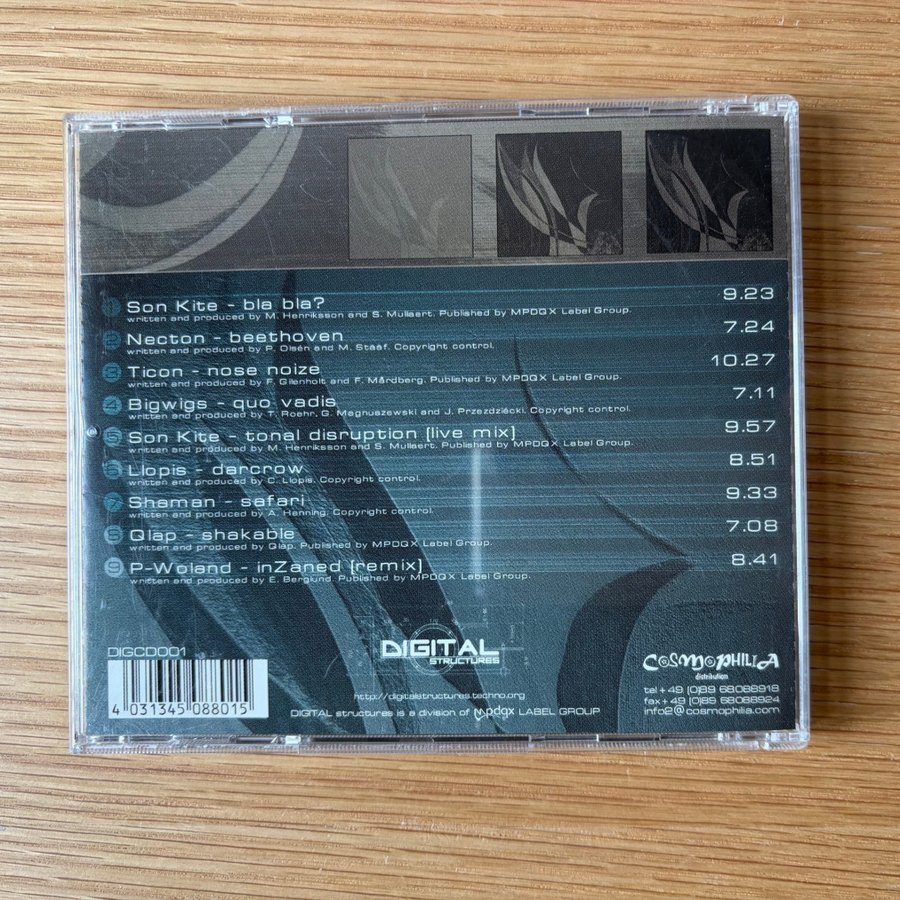 1 Son Kite - bla bla? 9.23
written and produced by M. Henriksson and S. Mullaert. Published by MPDQX Label Group.
2 Necton - beethoven 7.24
written and produced by P. Olsén and M. Staaf. Copyright control.
3 Ticon - nose noize 10.27
written and produced by F. Gilenholt and F. Mårdberg. Published by MPDQX Label Group.
4 Bigwigs - quo vadis 7.11
written and produced by T. Roehr, G. Magnuszewski and J. Przezdziécki. Copyright control.
5 Son Kite - tonal disruption (live mix) 9.57
written and produced by M. Henriksson and S. Mullaert. Published by MPDQX Label Group.
6 Llopis - darcrow 8.51
written and produced by C. Llopis. Copyright control.
7 Shaman - safari 9.33
written and produced by A. Henning. Copyright control.
8 Qlap - shakable 7.08
written and produced by Qlap. Published by MPDQX Label Group.
9 P-Woland - inZaned (remix) 8.41
written and produced by E. Berglund. Published by MPDQX Label Group.
DIGCD001
4 031345 088015
DIGITAL
STRUCTURES
http://digitalstructures.techno.org
DIGITAL structures is a division of mpdqx LABEL GROUP
COSMOPHILIA
distribution
tel+49 (0)89 68088918
fax+49 (0)89 68088924
info2@cosmophilia.com